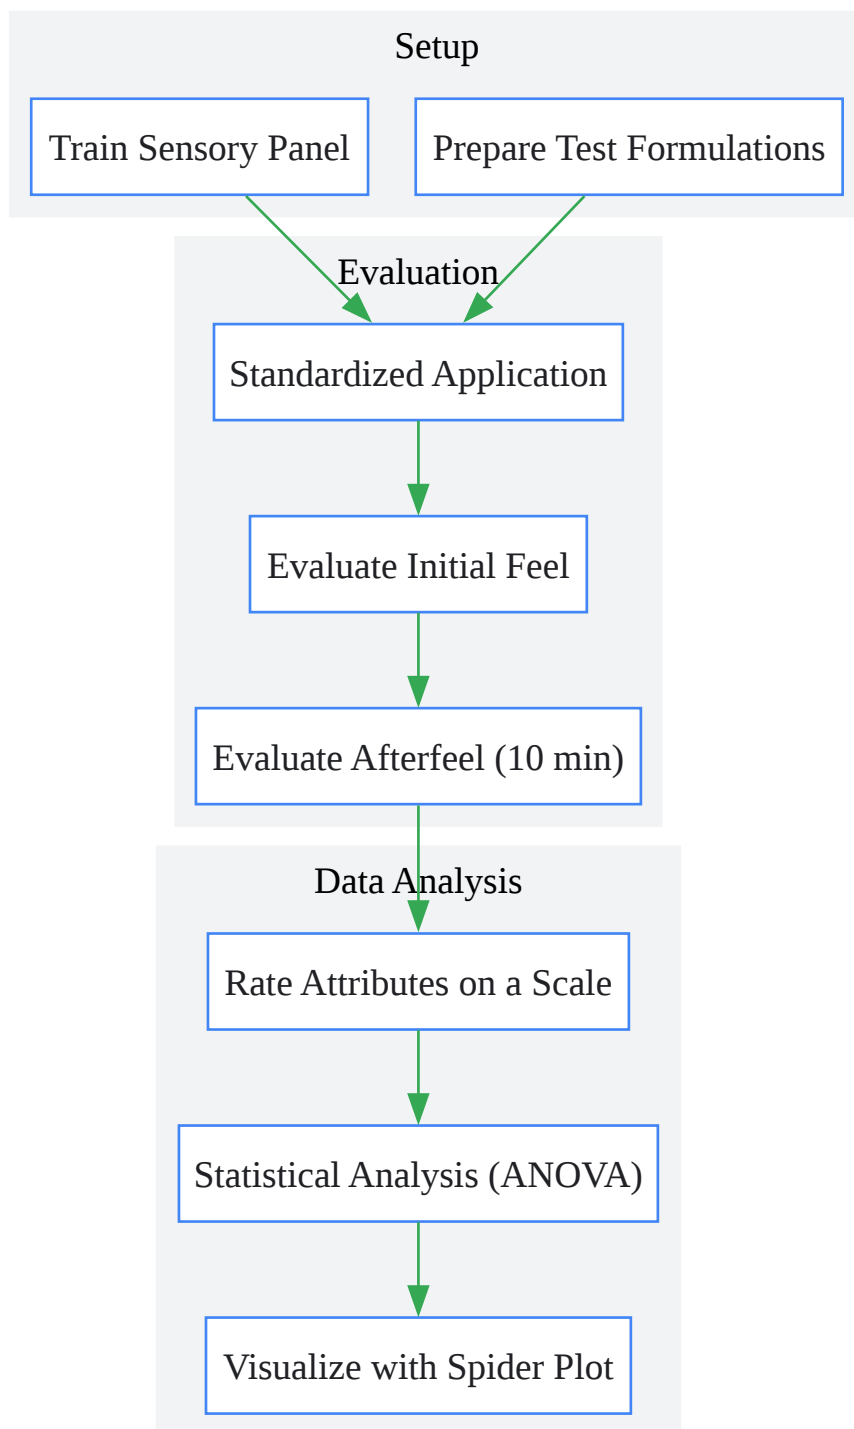 Setup
Train Sensory Panel
Prepare Test Formulations
Evaluation
Standardized Application
Evaluate Initial Feel
Evaluate Afterfeel (10 min)
Data Analysis
Rate Attributes on a Scale
Statistical Analysis (ANOVA)
Visualize with Spider Plot